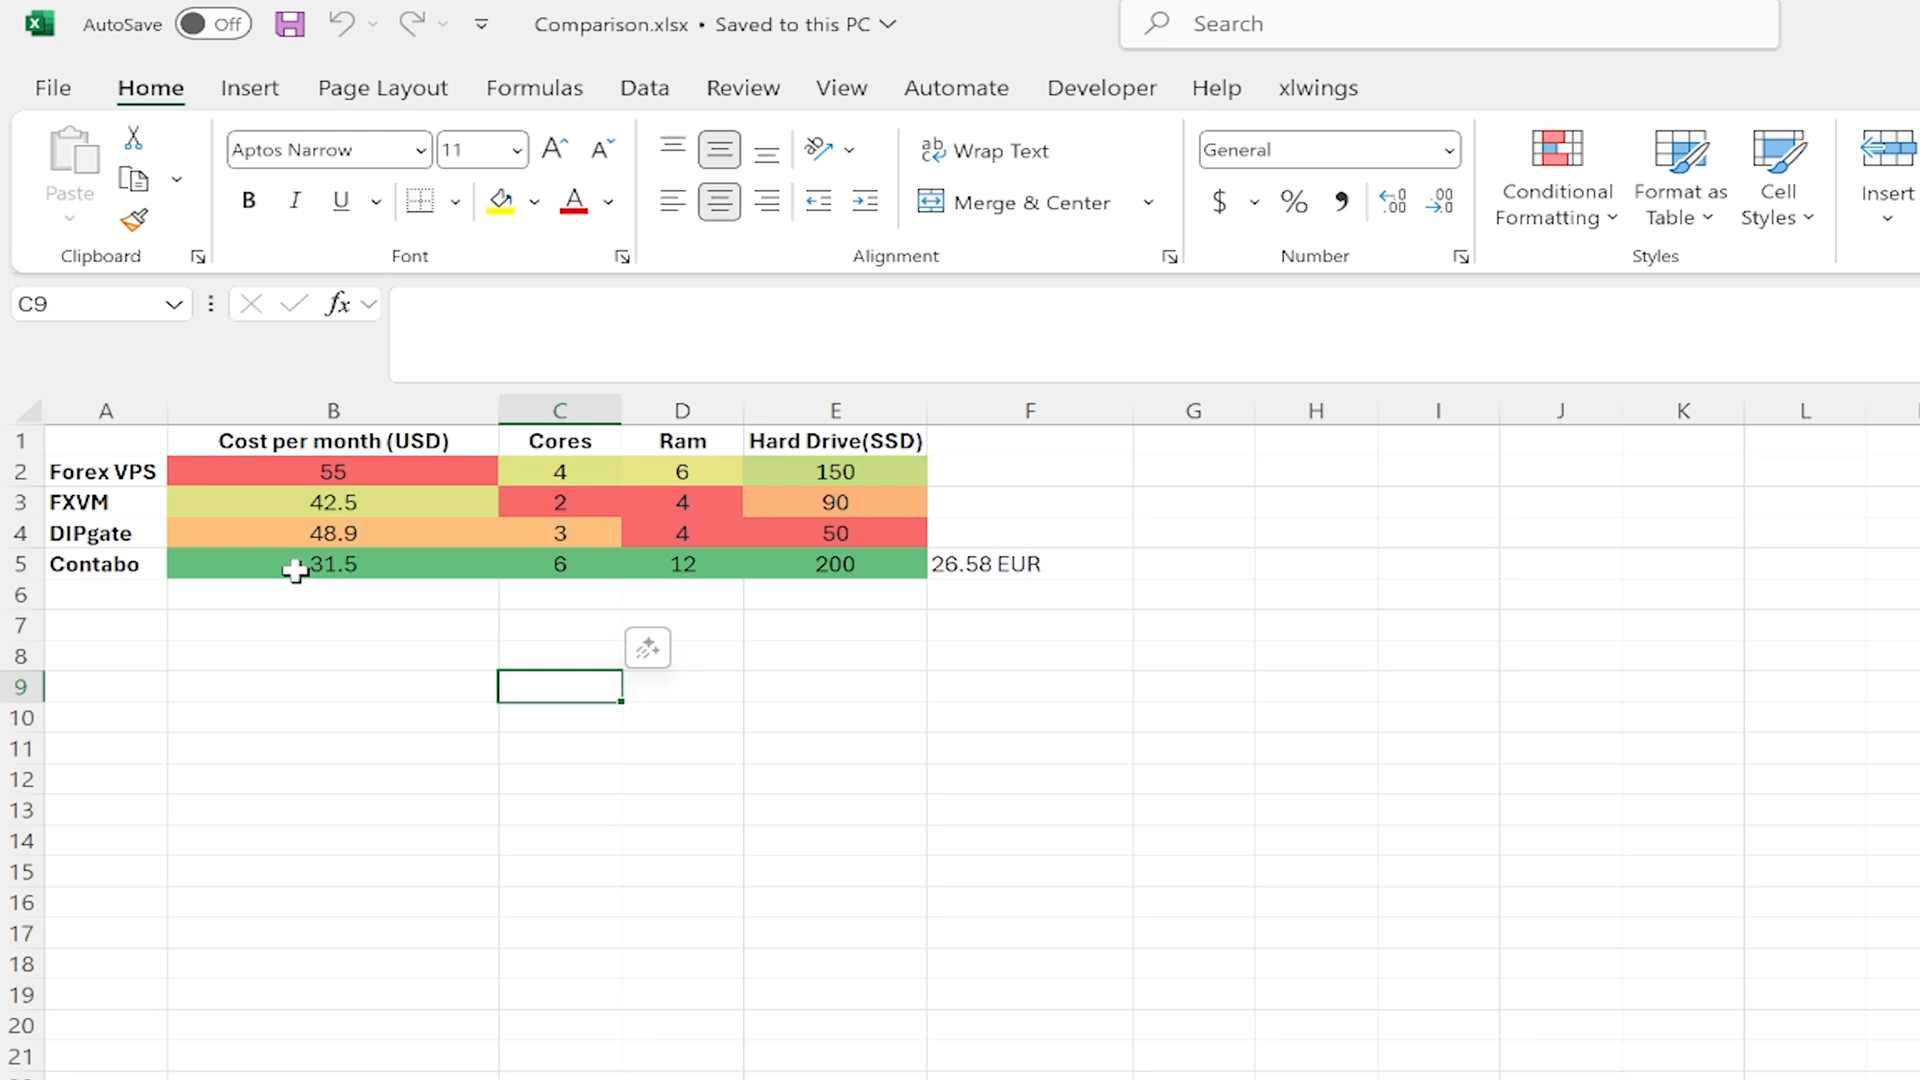 AutoSave Off Comparison.xlsx • Saved to this PC Search
File Home Insert Page Layout Formulas Data Review View Automate Developer Help xlwings
Paste
Clipboard
Aptos Narrow 11
B I U
Font
Wrap Text
Merge & Center
Alignment
General
$ % 9
Number
Conditional Formatting
Format as Table
Cell Styles
Styles
Insert
C9 fx
A B C D E F G H I J K L
1 Cost per month (USD) Cores Ram Hard Drive(SSD)
2 Forex VPS 55 4 6 150
3 FXVM 42.5 2 4 90
4 DIPgate 48.9 3 4 50
5 Contabo 31.5 6 12 200 26.58 EUR
6
7
8
9
10
11
12
13
14
15
16
17
18
19
20
21